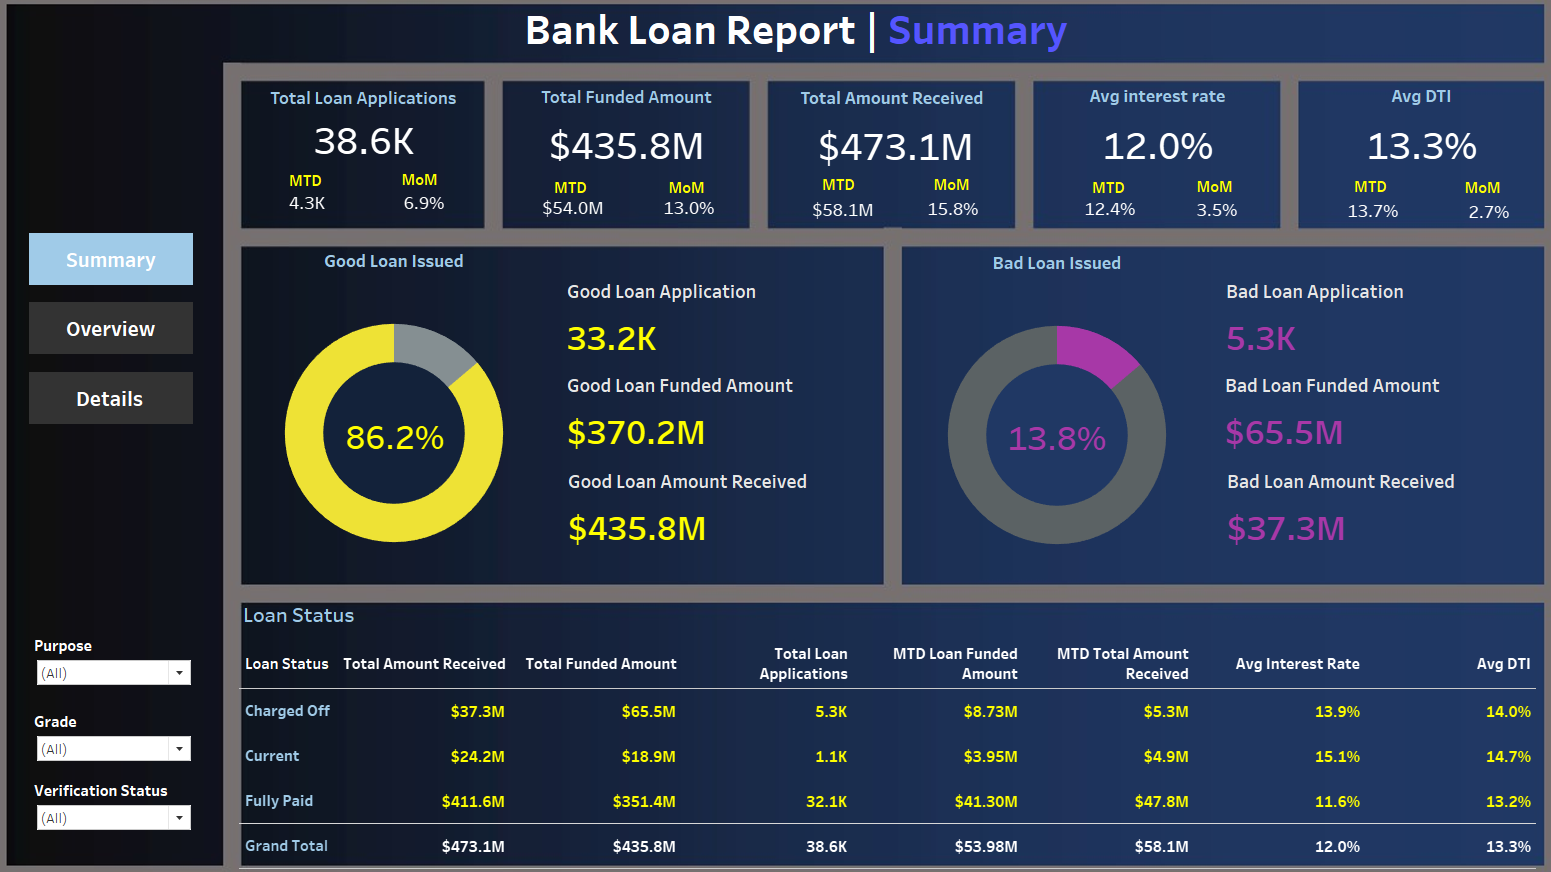 Bank Loan Report | Summary
Total Loan Applications
38.6K
MTD MoM
4.3K 6.9%
Total Funded Amount
$435.8M
MTD MoM
$54.0M 13.0%
Total Amount Received
$473.1M
MTD MoM
$58.1M 15.8%
Avg interest rate
12.0%
MTD MoM
12.4% 3.5%
Avg DTI
13.3%
MTD MoM
13.7% 2.7%
Summary
Overview
Details
Good Loan Issued
86.2%
Good Loan Application
33.2K
Good Loan Funded Amount
$370.2M
Good Loan Amount Received
$435.8M
Bad Loan Issued
13.8%
Bad Loan Application
5.3K
Bad Loan Funded Amount
$65.5M
Bad Loan Amount Received
$37.3M
Purpose
(All)
Grade
(All)
Verification Status
(All)
Loan Status
Loan Status Total Amount Received Total Funded Amount Total Loan Applications MTD Loan Funded Amount MTD Total Amount Received Avg Interest Rate Avg DTI
Charged Off $37.3M $65.5M 5.3K $8.73M $5.3M 13.9% 14.0%
Current $24.2M $18.9M 1.1K $3.95M $4.9M 15.1% 14.7%
Fully Paid $411.6M $351.4M 32.1K $41.30M $47.8M 11.6% 13.2%
Grand Total $473.1M $435.8M 38.6K $53.98M $58.1M 12.0% 13.3%